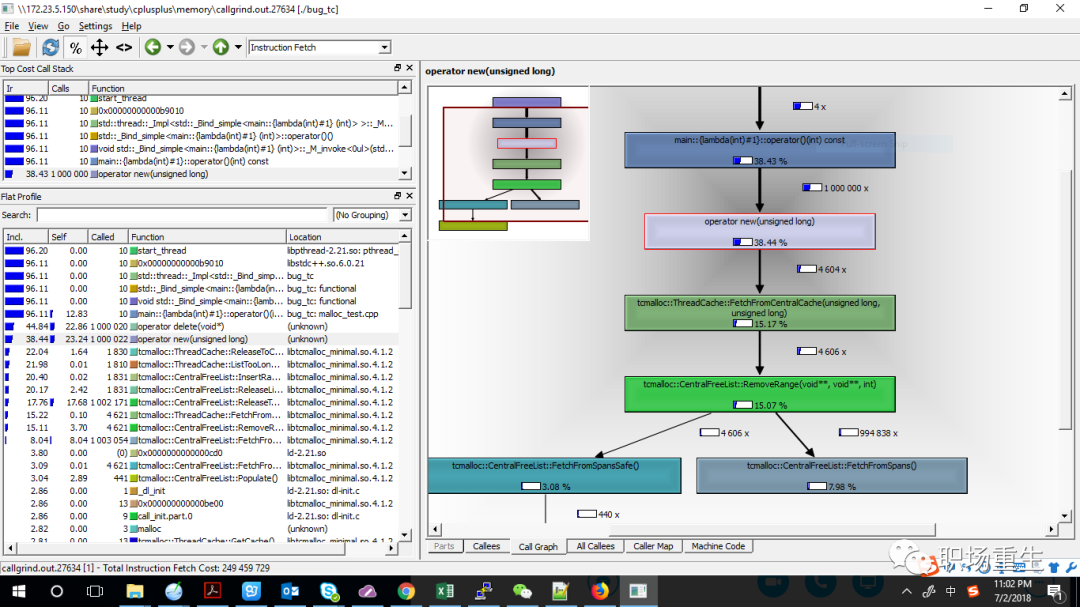 \\172.23.5.150\share\study\cplusplus\memory\callgrind.out.27634 [./bug_tc]
File View Go Settings Help
% <> Instruction Fetch
Top Cost Call Stack
Ir Calls Function
96.20 10 start_thread
96.11 10 0x00000000000b9010
96.11 10 std::thread::_Impl<std::_Bind_simple<main::{lambda(int)#1} (int)> >::_M...
96.11 10 std::_Bind_simple<main::{lambda(int)#1} (int)>::operator()()
96.11 10 void std::_Bind_simple<main::{lambda(int)#1} (int)>::_M_invoke<0ul>(std...
96.11 10 main::{lambda(int)#1}::operator()(int) const
38.43 1 000 000 operator new(unsigned long)
Flat Profile
Search: (No Grouping)
Incl. Self Called Function Location
96.20 0.00 10 start_thread libpthread-2.21.so: pthread_
96.11 0.00 10 0x00000000000b9010 libstdc++.so.6.0.21
96.11 0.00 10 std::thread::_Impl<std::_Bind_simp... bug_tc
96.11 0.00 10 std::_Bind_simple<main::{lambda(in... bug_tc: functional
96.11 0.00 10 void std::_Bind_simple<main::{lamb... bug_tc: functional
96.11 12.83 10 main::{lambda(int)#1}::operator()(i... bug_tc: malloc_test.cpp
44.84 22.86 1 000 020 operator delete(void*) (unknown)
38.44 23.24 1 000 022 operator new(unsigned long) (unknown)
22.04 1.64 1 830 tcmalloc::ThreadCache::ReleaseToC... libtcmalloc_minimal.so.4.1.2
21.98 0.01 1 810 tcmalloc::ThreadCache::ListTooLon... libtcmalloc_minimal.so.4.1.2
20.40 0.02 1 831 tcmalloc::CentralFreeList::InsertRa... libtcmalloc_minimal.so.4.1.2
20.17 2.42 1 831 tcmalloc::CentralFreeList::ReleaseLi... libtcmalloc_minimal.so.4.1.2
17.76 17.68 1 002 171 tcmalloc::CentralFreeList::ReleaseT... libtcmalloc_minimal.so.4.1.2
15.22 0.10 4 621 tcmalloc::ThreadCache::FetchFrom... libtcmalloc_minimal.so.4.1.2
15.11 3.70 4 621 tcmalloc::CentralFreeList::RemoveR... libtcmalloc_minimal.so.4.1.2
8.04 8.04 1 003 054 tcmalloc::CentralFreeList::FetchFro... libtcmalloc_minimal.so.4.1.2
3.80 0.00 (0) 0x0000000000000cd0 ld-2.21.so
3.09 0.01 4 621 tcmalloc::CentralFreeList::FetchFro... libtcmalloc_minimal.so.4.1.2
3.04 2.89 441 tcmalloc::CentralFreeList::Populate() libtcmalloc_minimal.so.4.1.2
2.86 0.00 1 _dl_init ld-2.21.so: dl-init.c
2.86 0.00 13 0x000000000000be00 libtcmalloc_minimal.so.4.1.2
2.86 0.00 9 call_init.part.0 ld-2.21.so: dl-init.c
2.82 0.00 3 malloc (unknown)
2.81 0.00 13 tcmalloc::ThreadCache::GetCache() libtcmalloc_minimal.so.4.1.2
operator new(unsigned long)
4 x
main::{lambda(int)#1}::operator()(int) const
38.43 %
1 000 000 x
operator new(unsigned long)
38.44 %
4 604 x
tcmalloc::ThreadCache::FetchFromCentralCache(unsigned long,
unsigned long)
15.17 %
4 606 x
tcmalloc::CentralFreeList::RemoveRange(void**, void**, int)
15.07 %
4 606 x 994 838 x
tcmalloc::CentralFreeList::FetchFromSpansSafe() tcmalloc::CentralFreeList::FetchFromSpans()
3.08 % 7.98 %
440 x
Parts Callees Call Graph All Callees Caller Map Machine Code
职场重生
callgrind.out.27634 [1] - Total Instruction Fetch Cost: 249 459 729
中
11:02 PM
7/2/2018